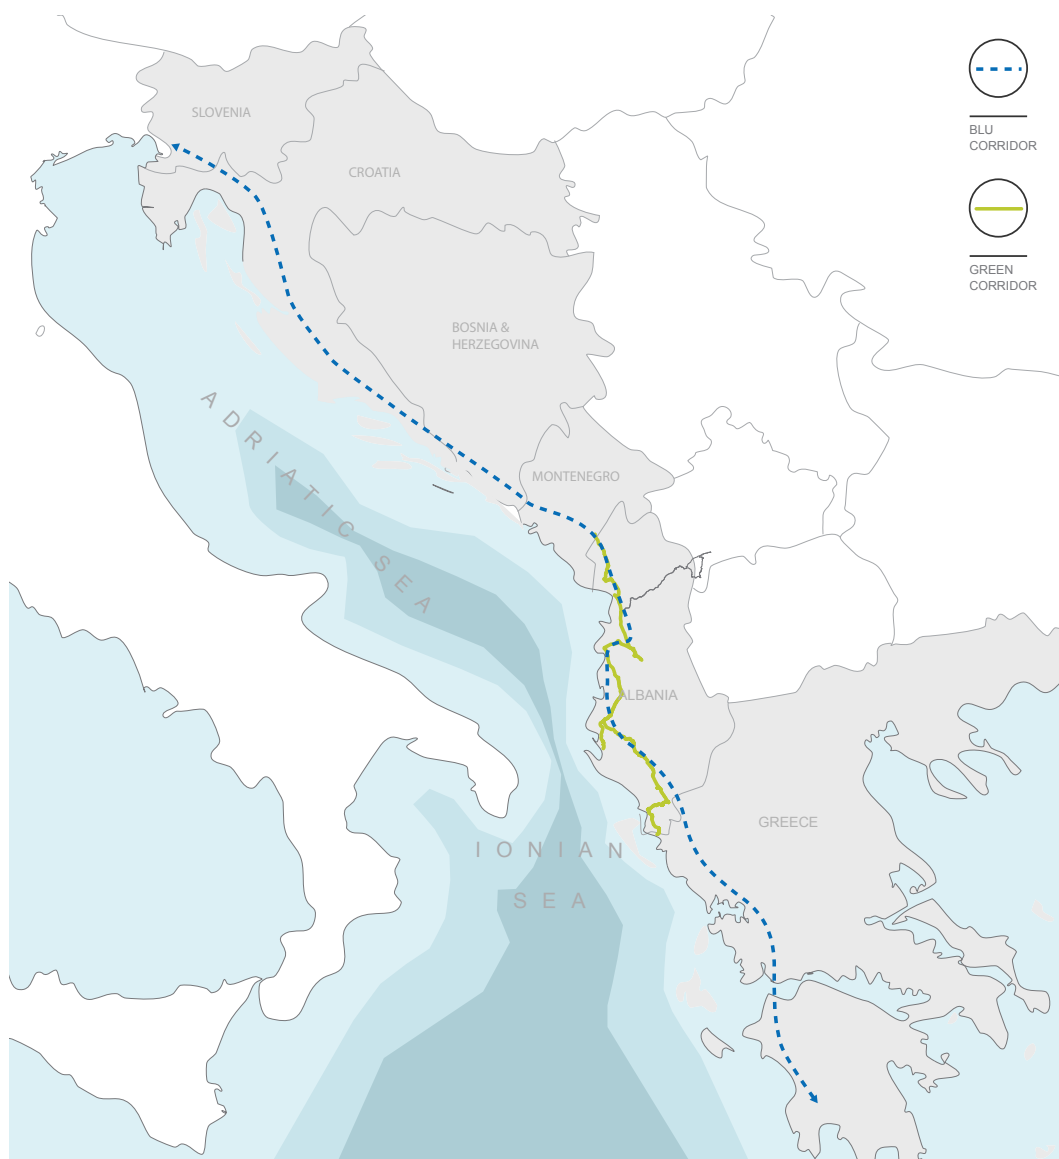 SLOVENIA
CROATIA
BOSNIA &
HERZEGOVINA
MONTENEGRO
ALBANIA
GREECE
ADRIATIC SEA
IONIAN
SEA
BLU
CORRIDOR
GREEN
CORRIDOR